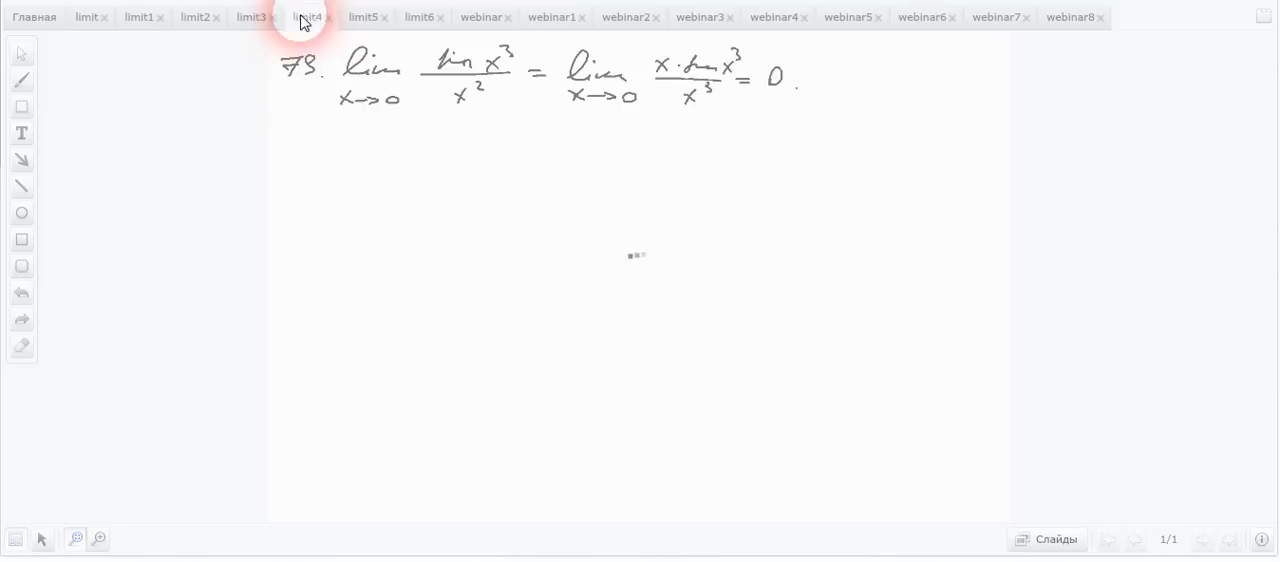 Главная limit limit1 limit2 limit3 limit4 limit5 limit6 webinar webinar1 webinar2 webinar3 webinar4 webinar5 webinar6 webinar7 webinar8
79. lim x→0 sin x³ / x² = lim x→0 x · sin x³ / x³ = 0.
T
Слайды 1/1